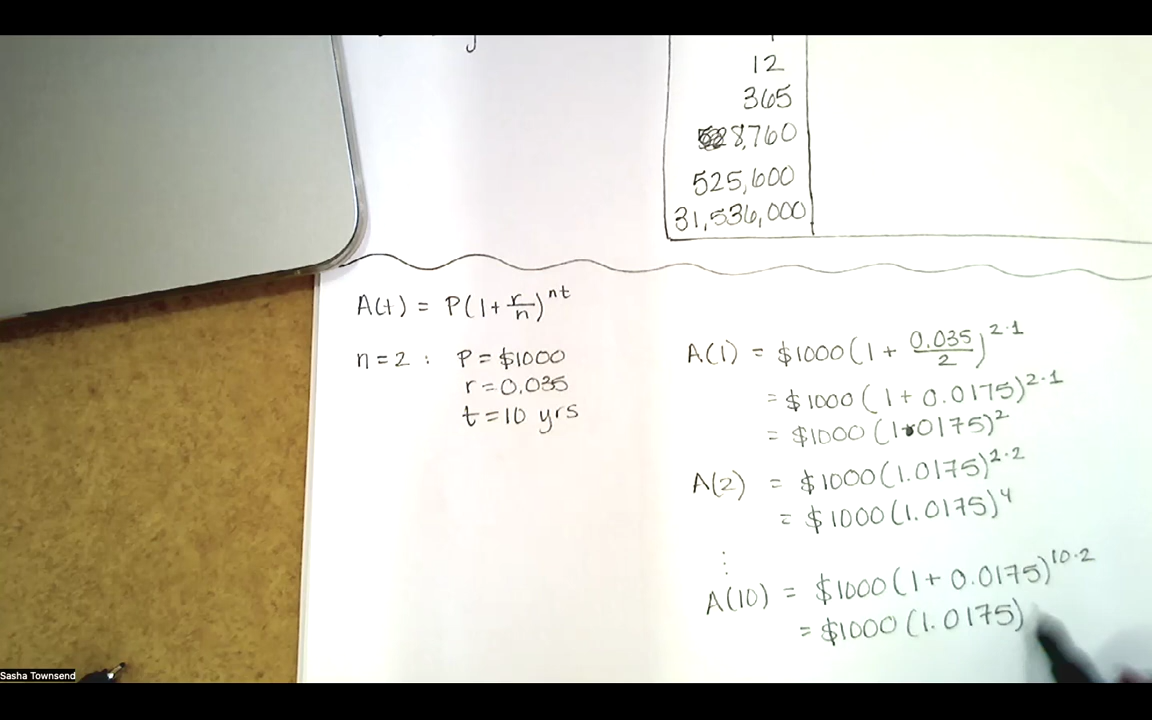 12
365
8,760
525,600
31,536,000
A(t) = P(1 + r/n)^nt
n = 2 : P = $1000
r = 0.035
t = 10 yrs
A(1) = $1000(1 + 0.035/2)^2·1
= $1000(1 + 0.0175)^2·1
= $1000(1.0175)^2
A(2) = $1000(1.0175)^2·2
= $1000(1.0175)^4
⋮
A(10) = $1000(1 + 0.0175)^10·2
= $1000(1.0175)
Sasha Townsend